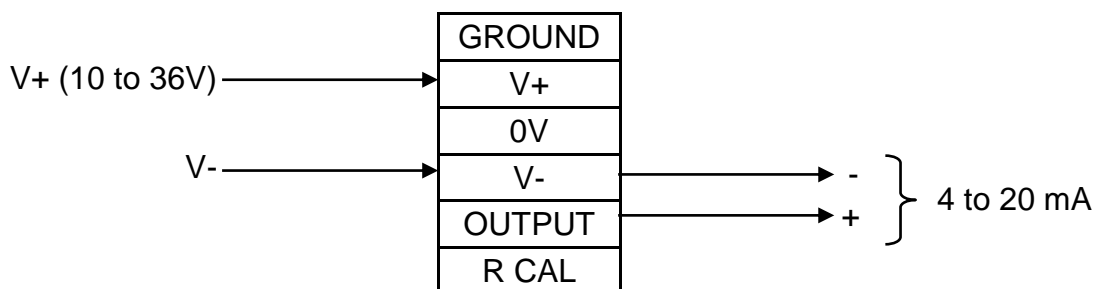 GROUND
V+ (10 to 36V)
V+
0V
V-
V-
-
OUTPUT
+
4 to 20 mA
R CAL